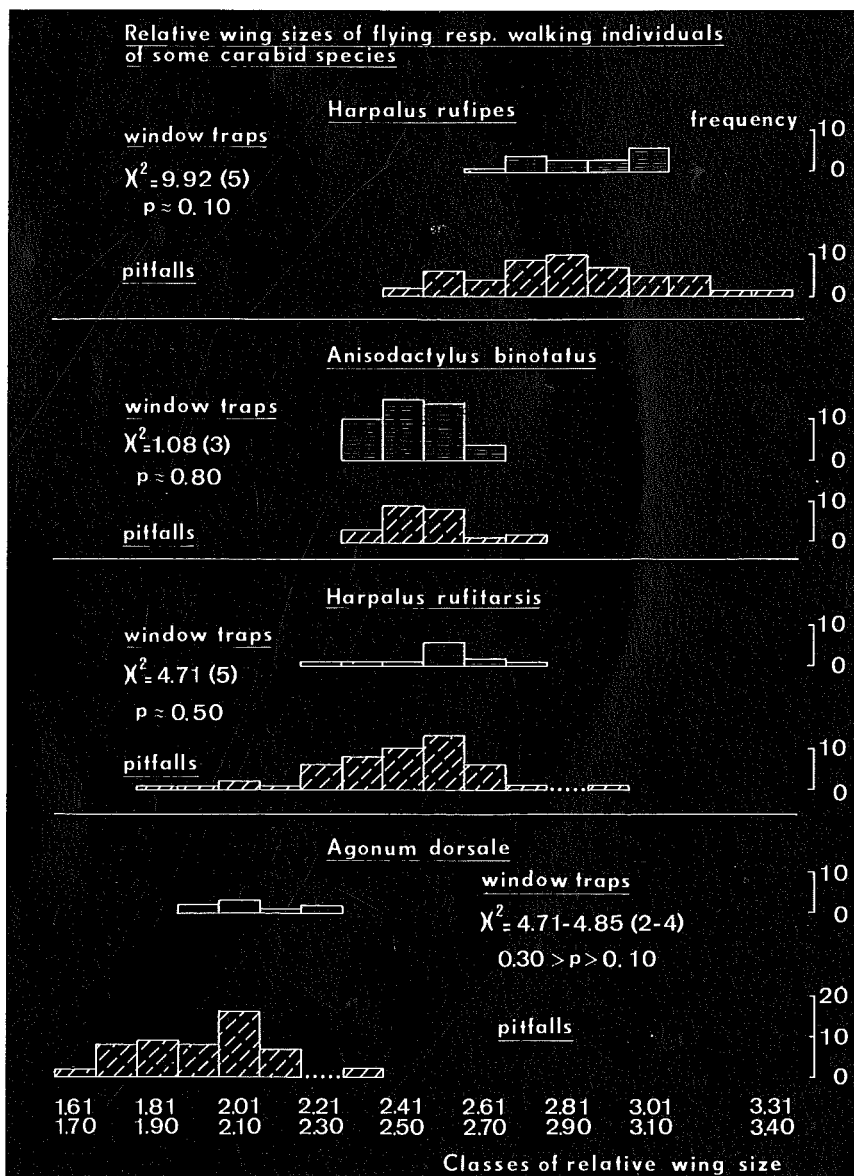 Relative wing sizes of flying resp. walking individuals
of some carabid species
Harpalus rufipes
window traps
frequency
10
0
χ²=9.92 (5)
p ≈ 0.10
pitfalls
10
0
Anisodactylus binotatus
window traps
10
0
χ²=1.08 (3)
p ≈ 0.80
pitfalls
10
0
Harpalus rufitarsis
window traps
10
0
χ²=4.71 (5)
p ≈ 0.50
pitfalls
10
0
Agonum dorsale
window traps
10
0
χ²=4.71-4.85 (2-4)
0.30 >p> 0.10
pitfalls
20
10
0
1.61 1.81 2.01 2.21 2.41 2.61 2.81 3.01 3.31
1.70 1.90 2.10 2.30 2.50 2.70 2.90 3.10 3.40
Classes of relative wing size